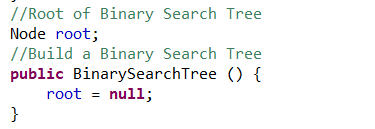 //Root of Binary Search Tree
Node root;
//Build a Binary Search Tree
public BinarySearchTree () {
    root = null;
}